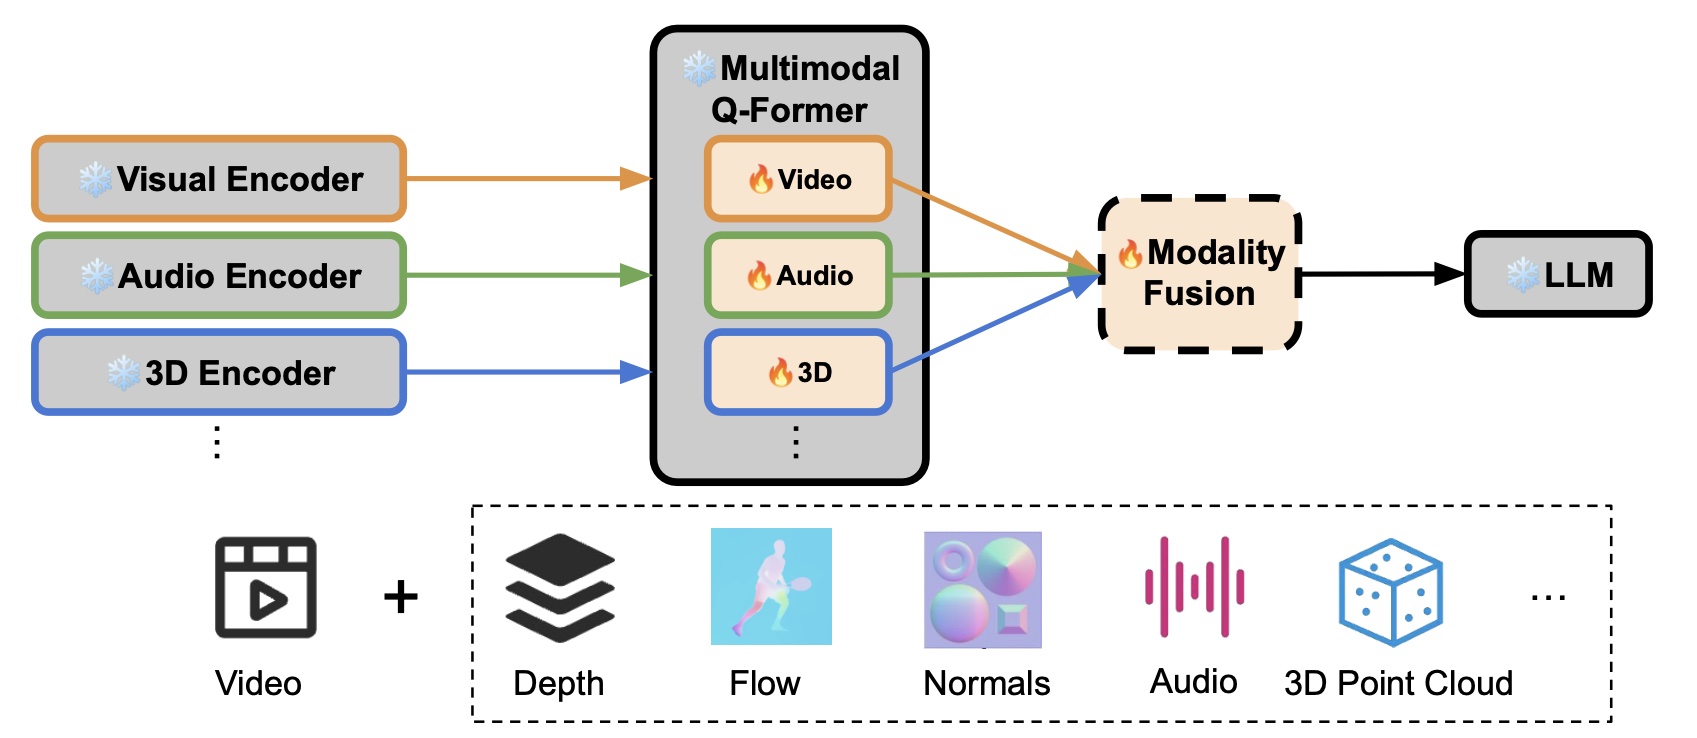 Multimodal
Q-Former
Visual Encoder
Video
Audio Encoder
Audio
Modality
Fusion
LLM
3D Encoder
3D
⋮
⋮
+
...
Video
Depth
Flow
Normals
Audio
3D Point Cloud